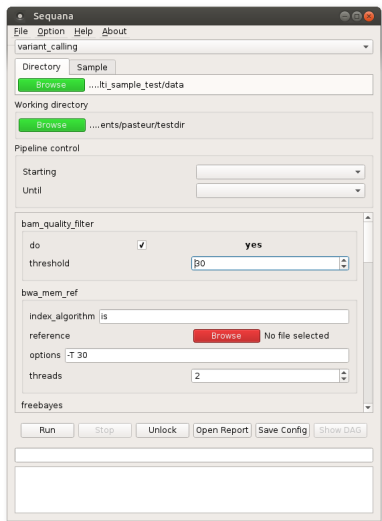 Sequana
File Option Help About
variant_calling
Directory Sample
Browse ....lti_sample_test/data
Working directory
Browse ....ents/pasteur/testdir
Pipeline control
Starting
Until
bam_quality_filter
do yes
threshold 30
bwa_mem_ref
index_algorithm is
reference Browse No file selected
options -T 30
threads 2
freebayes
Run Stop Unlock Open Report Save Config Show DAG